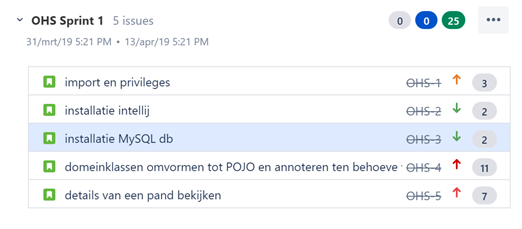 OHS Sprint 1 5 issues 0 0 25 •••
31/mrt/19 5:21 PM • 13/apr/19 5:21 PM
import en privileges OHS-1 3
installatie intellij OHS-2 2
installatie MySQL db OHS-3 2
domeinklassen omvormen tot POJO en annoteren ten behoeve OHS-4 11
details van een pand bekijken OHS-5 7